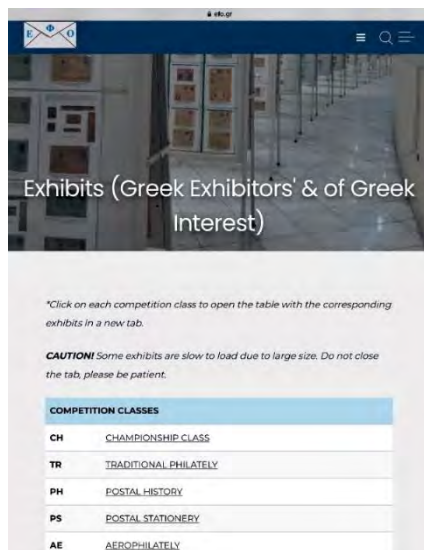 efo.gr
Ε Φ Ο
Exhibits (Greek Exhibitors' & of Greek
Interest)
*Click on each competition class to open the table with the corresponding
exhibits in a new tab.
CAUTION! Some exhibits are slow to load due to large size. Do not close
the tab, please be patient.
COMPETITION CLASSES
CH CHAMPIONSHIP CLASS
TR TRADITIONAL PHILATELY
PH POSTAL HISTORY
PS POSTAL STATIONERY
AE AEROPHILATELY